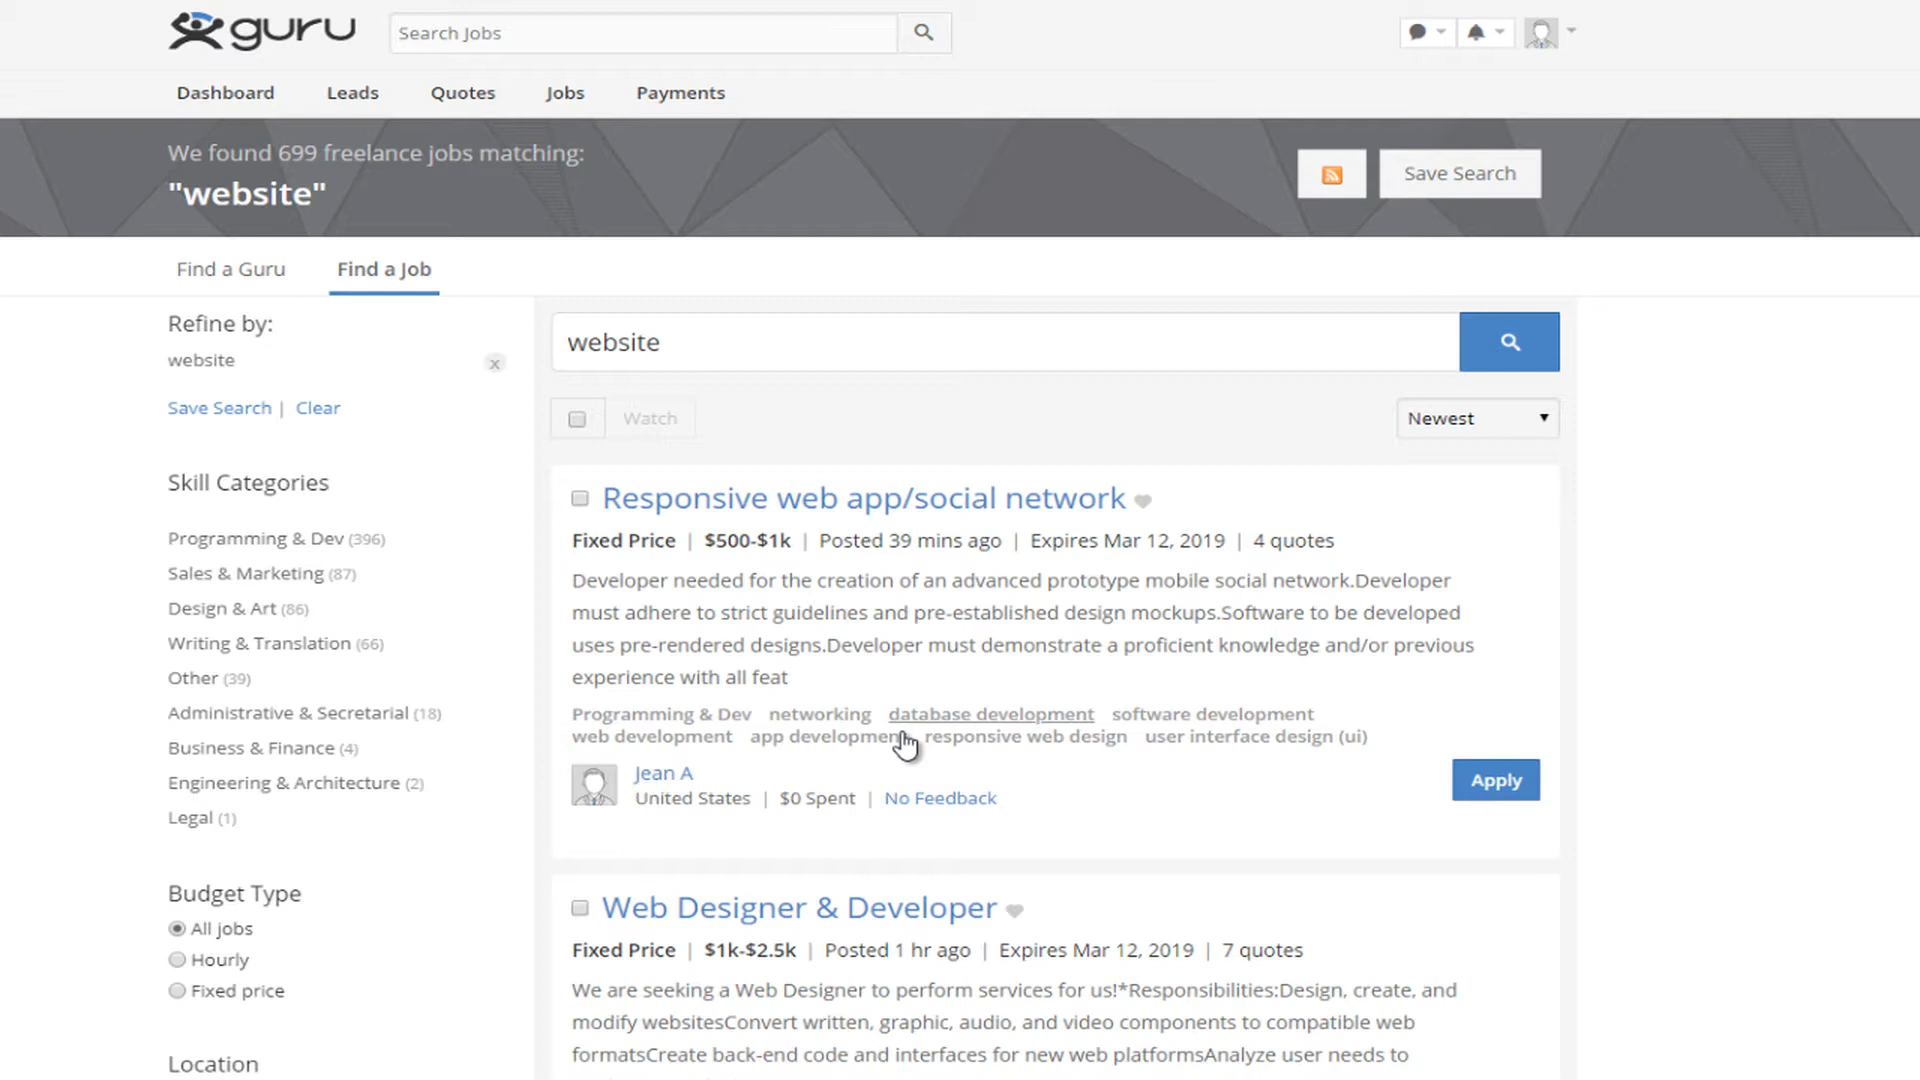 guru
Search Jobs
Dashboard Leads Quotes Jobs Payments
We found 699 freelance jobs matching:
"website"
Save Search
Find a Guru Find a Job
Refine by:
website x
Save Search | Clear
Skill Categories
Programming & Dev (396)
Sales & Marketing (87)
Design & Art (86)
Writing & Translation (66)
Other (39)
Administrative & Secretarial (18)
Business & Finance (4)
Engineering & Architecture (2)
Legal (1)
Budget Type
All jobs
Hourly
Fixed price
Location
website
Watch
Newest
Responsive web app/social network
Fixed Price | $500-$1k | Posted 39 mins ago | Expires Mar 12, 2019 | 4 quotes
Developer needed for the creation of an advanced prototype mobile social network.Developer
must adhere to strict guidelines and pre-established design mockups.Software to be developed
uses pre-rendered designs.Developer must demonstrate a proficient knowledge and/or previous
experience with all feat
Programming & Dev networking database development software development
web development app development responsive web design user interface design (ui)
Jean A
United States | $0 Spent | No Feedback
Apply
Web Designer & Developer
Fixed Price | $1k-$2.5k | Posted 1 hr ago | Expires Mar 12, 2019 | 7 quotes
We are seeking a Web Designer to perform services for us!*Responsibilities:Design, create, and
modify websitesConvert written, graphic, audio, and video components to compatible web
formatsCreate back-end code and interfaces for new web platformsAnalyze user needs to